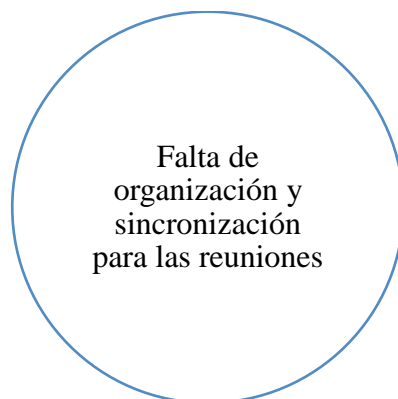 Falta de
organización y
sincronización
para las reuniones